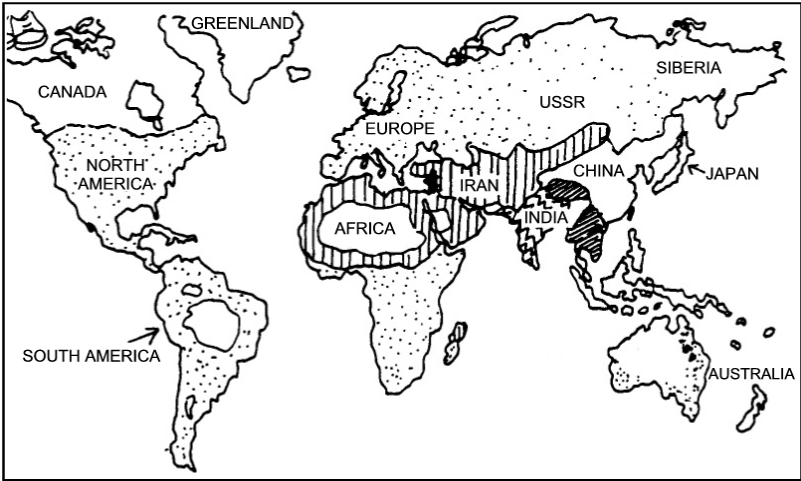 GREENLAND
CANADA
SIBERIA
USSR
EUROPE
NORTH
AMERICA
IRAN
CHINA
JAPAN
INDIA
AFRICA
SOUTH AMERICA
AUSTRALIA